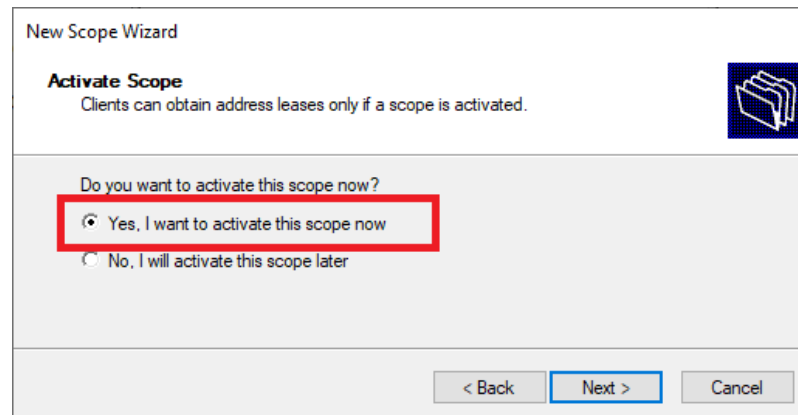 New Scope Wizard
Activate Scope
Clients can obtain address leases only if a scope is activated.
Do you want to activate this scope now?
Yes, I want to activate this scope now
No, I will activate this scope later
< Back
Next >
Cancel